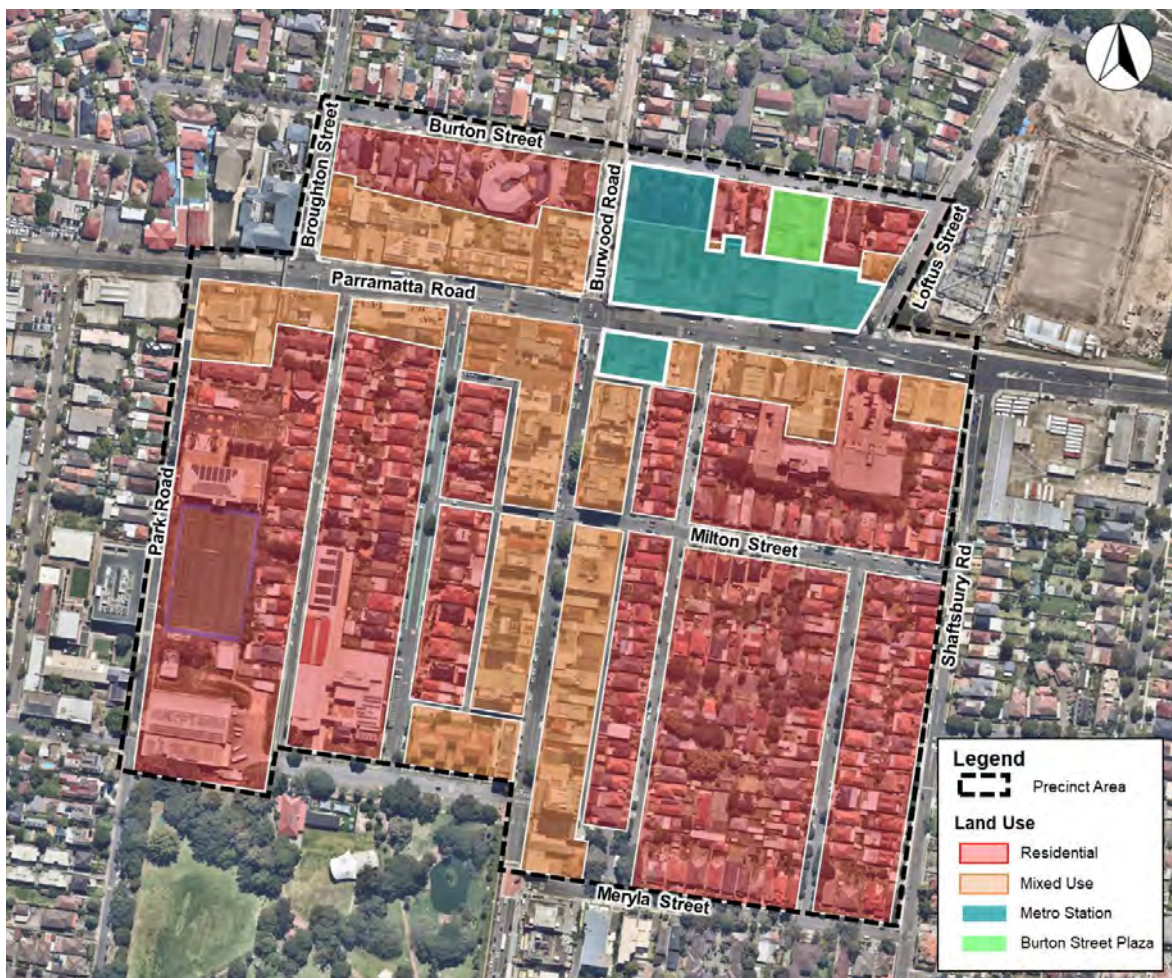 Burton Street
Broughton Street
Burwood Road
Loftus Street
Parramatta Road
Park Road
Milton Street
Shaftsbury Rd
Meryla Street
Legend
Precinct Area
Land Use
Residential
Mixed Use
Metro Station
Burton Street Plaza